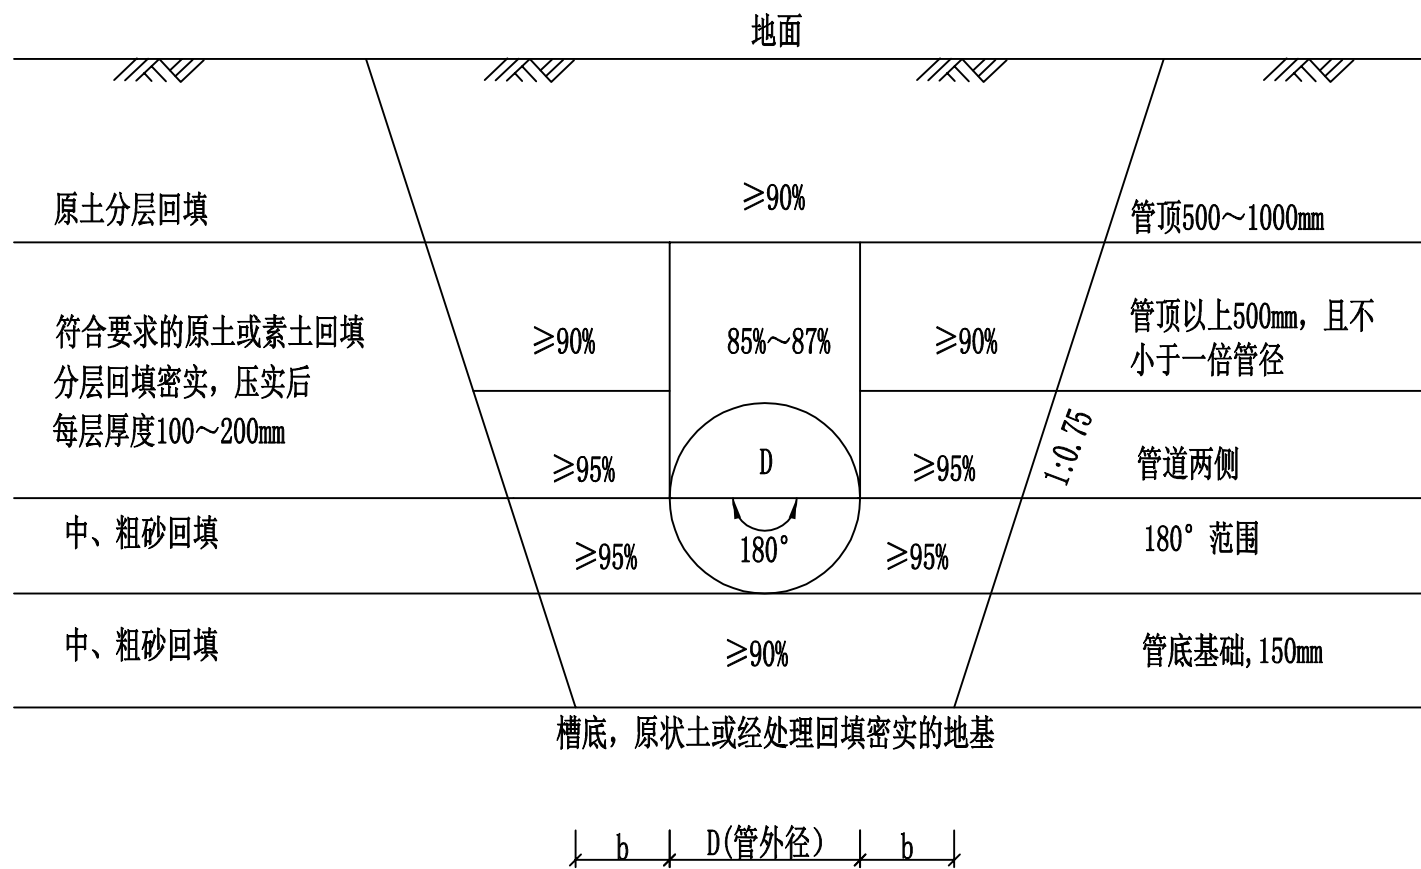 地面
原土分层回填
≥90%
管顶500～1000mm
符合要求的原土或素土回填
分层回填密实，压实后
每层厚度100～200mm
≥90%
85%～87%
≥90%
管顶以上500mm，且不
小于一倍管径
≥95%
D
≥95%
1:0.75
管道两侧
中、粗砂回填
≥95%
180°
≥95%
180°范围
中、粗砂回填
≥90%
管底基础,150mm
槽底，原状土或经处理回填密实的地基
b
D(管外径)
b